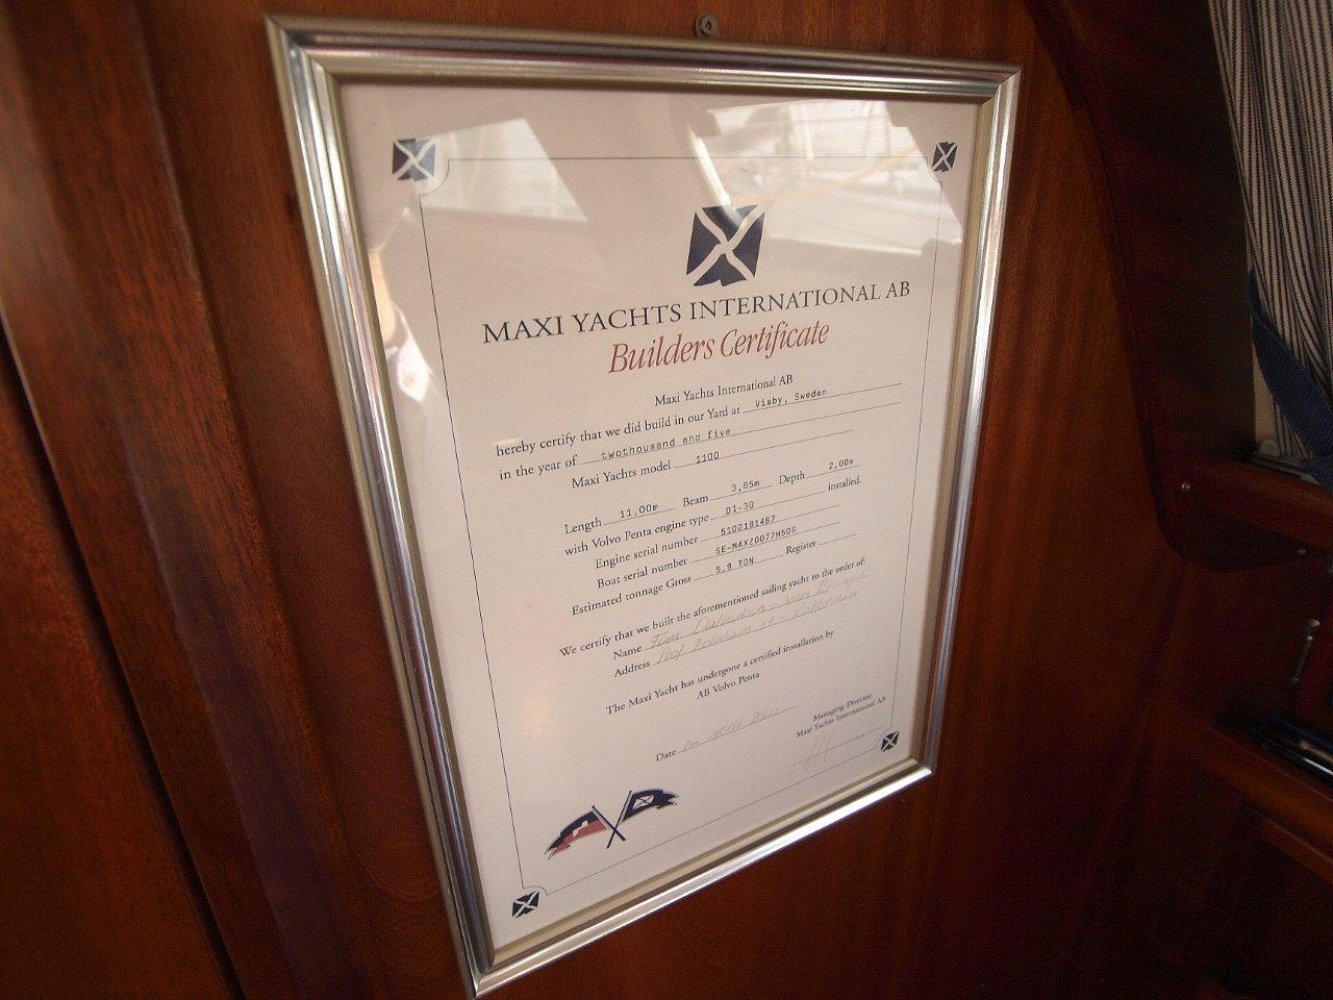 MAXI YACHTS INTERNATIONAL AB
Builders Certificate
Maxi Yachts International AB
hereby certify that we did build in our Yard at Visby, Sweden
in the year of twothousand and five
Maxi Yachts model 1100
Length 11,00m Beam 3,65m Depth 2,00m
with Volvo Penta engine type D1-30 installed.
Engine serial number 5102181467
Boat serial number SE-MAXZ0077H506
Estimated tonnage Gross 5,9 TON Register
We certify that we built the aforementioned sailing yacht to the order of:
Name
Address
The Maxi Yacht has undergone a certified installation by
AB Volvo Penta
Date
Managing Director
Maxi Yachts International AB